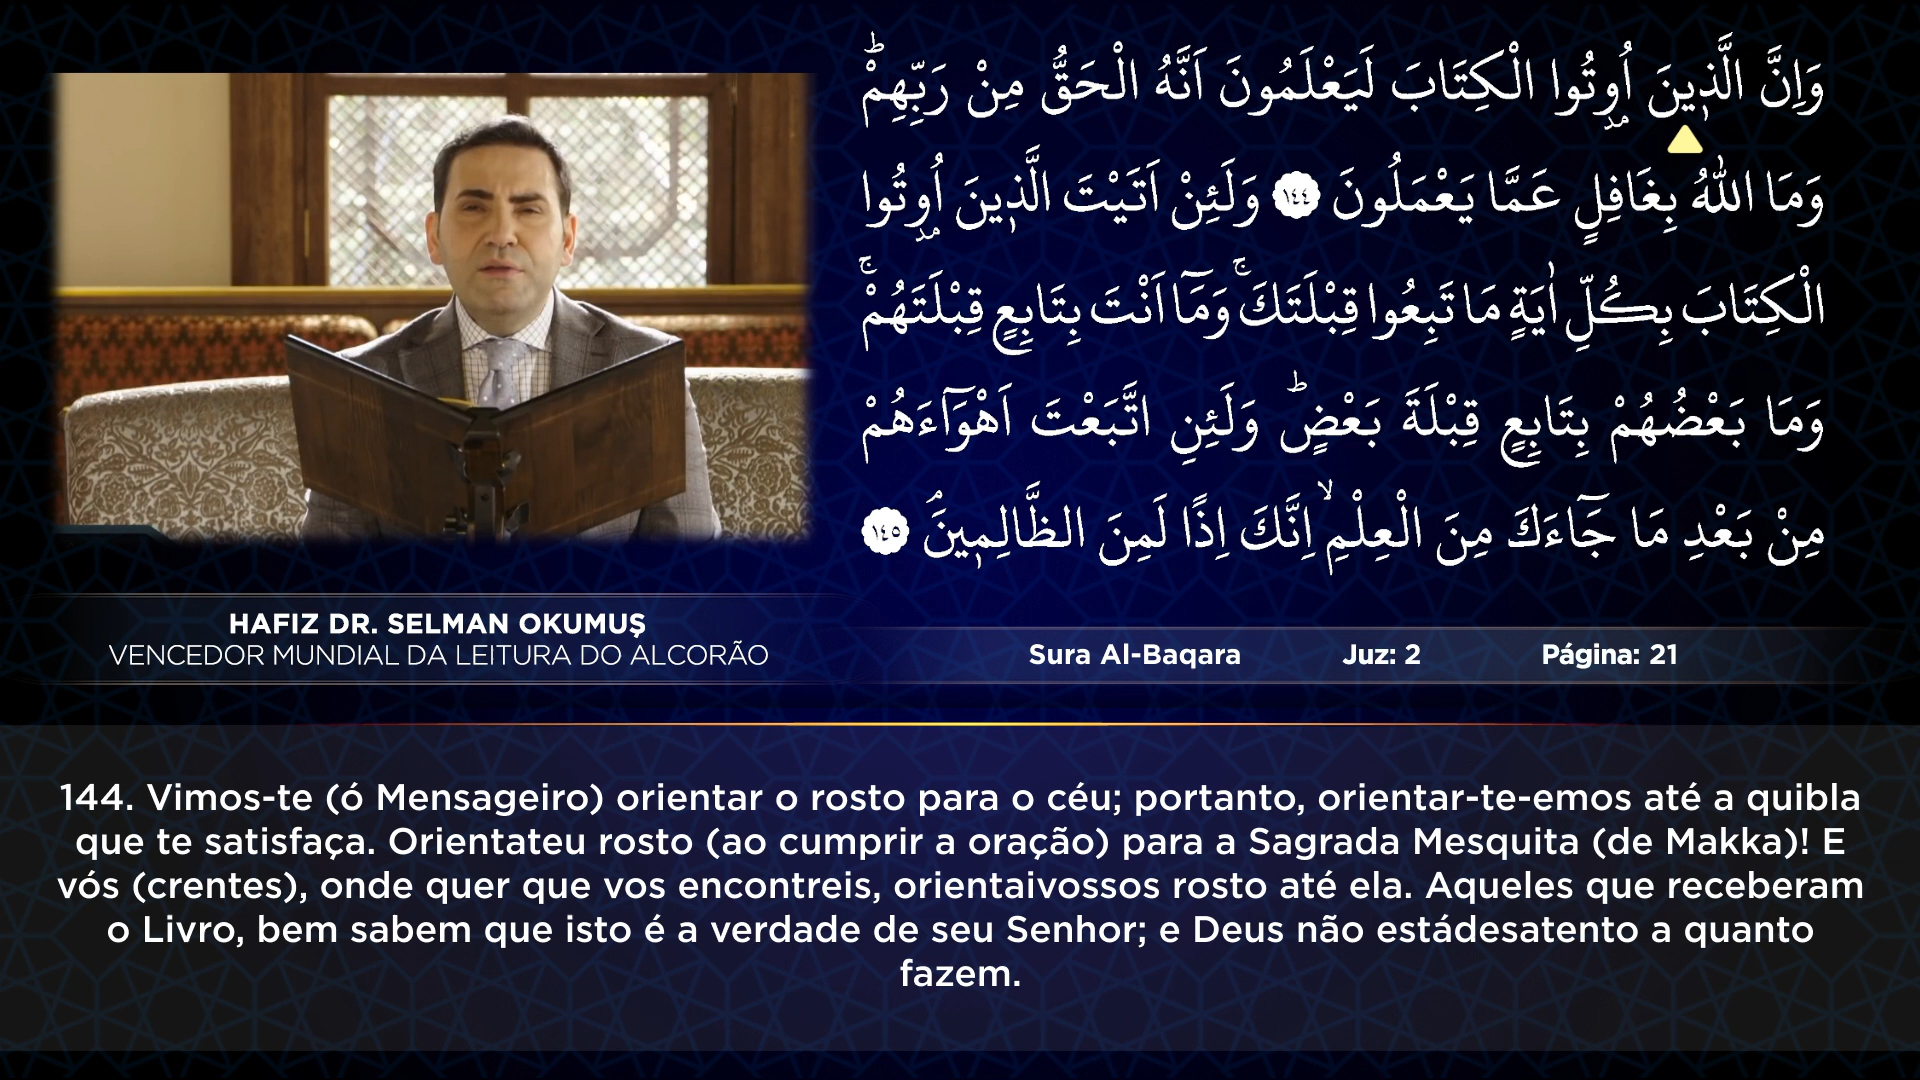 وَاِنَّ الَّذ۪ينَ اُو۫تُوا الْكِتَابَ لَيَعْلَمُونَ اَنَّهُ الْحَقُّ مِنْ رَبِّهِمْۜ
وَمَا اللّٰهُ بِغَافِلٍ عَمَّا يَعْمَلُونَ ﴿١٤٤﴾ وَلَئِنْ اَتَيْتَ الَّذ۪ينَ اُو۫تُوا
الْكِتَابَ بِكُلِّ اٰيَةٍ مَا تَبِعُوا قِبْلَتَكَۚ وَمَٓا اَنْتَ بِتَابِعٍ قِبْلَتَهُمْۚ
وَمَا بَعْضُهُمْ بِتَابِعٍ قِبْلَةَ بَعْضٍۜ وَلَئِنِ اتَّبَعْتَ اَهْوَٓاءَهُمْ
مِنْ بَعْدِ مَا جَٓاءَكَ مِنَ الْعِلْمِۙ اِنَّكَ اِذًا لَمِنَ الظَّالِم۪ينَۢ ﴿١٤٥﴾
HAFIZ DR. SELMAN OKUMUŞ
VENCEDOR MUNDIAL DA LEITURA DO ALCORÃO
Sura Al-Baqara Juz: 2 Página: 21
144. Vimos-te (ó Mensageiro) orientar o rosto para o céu; portanto, orientar-te-emos até a quibla
que te satisfaça. Orientateu rosto (ao cumprir a oração) para a Sagrada Mesquita (de Makka)! E
vós (crentes), onde quer que vos encontreis, orientaivossos rosto até ela. Aqueles que receberam
o Livro, bem sabem que isto é a verdade de seu Senhor; e Deus não estádesatento a quanto
fazem.